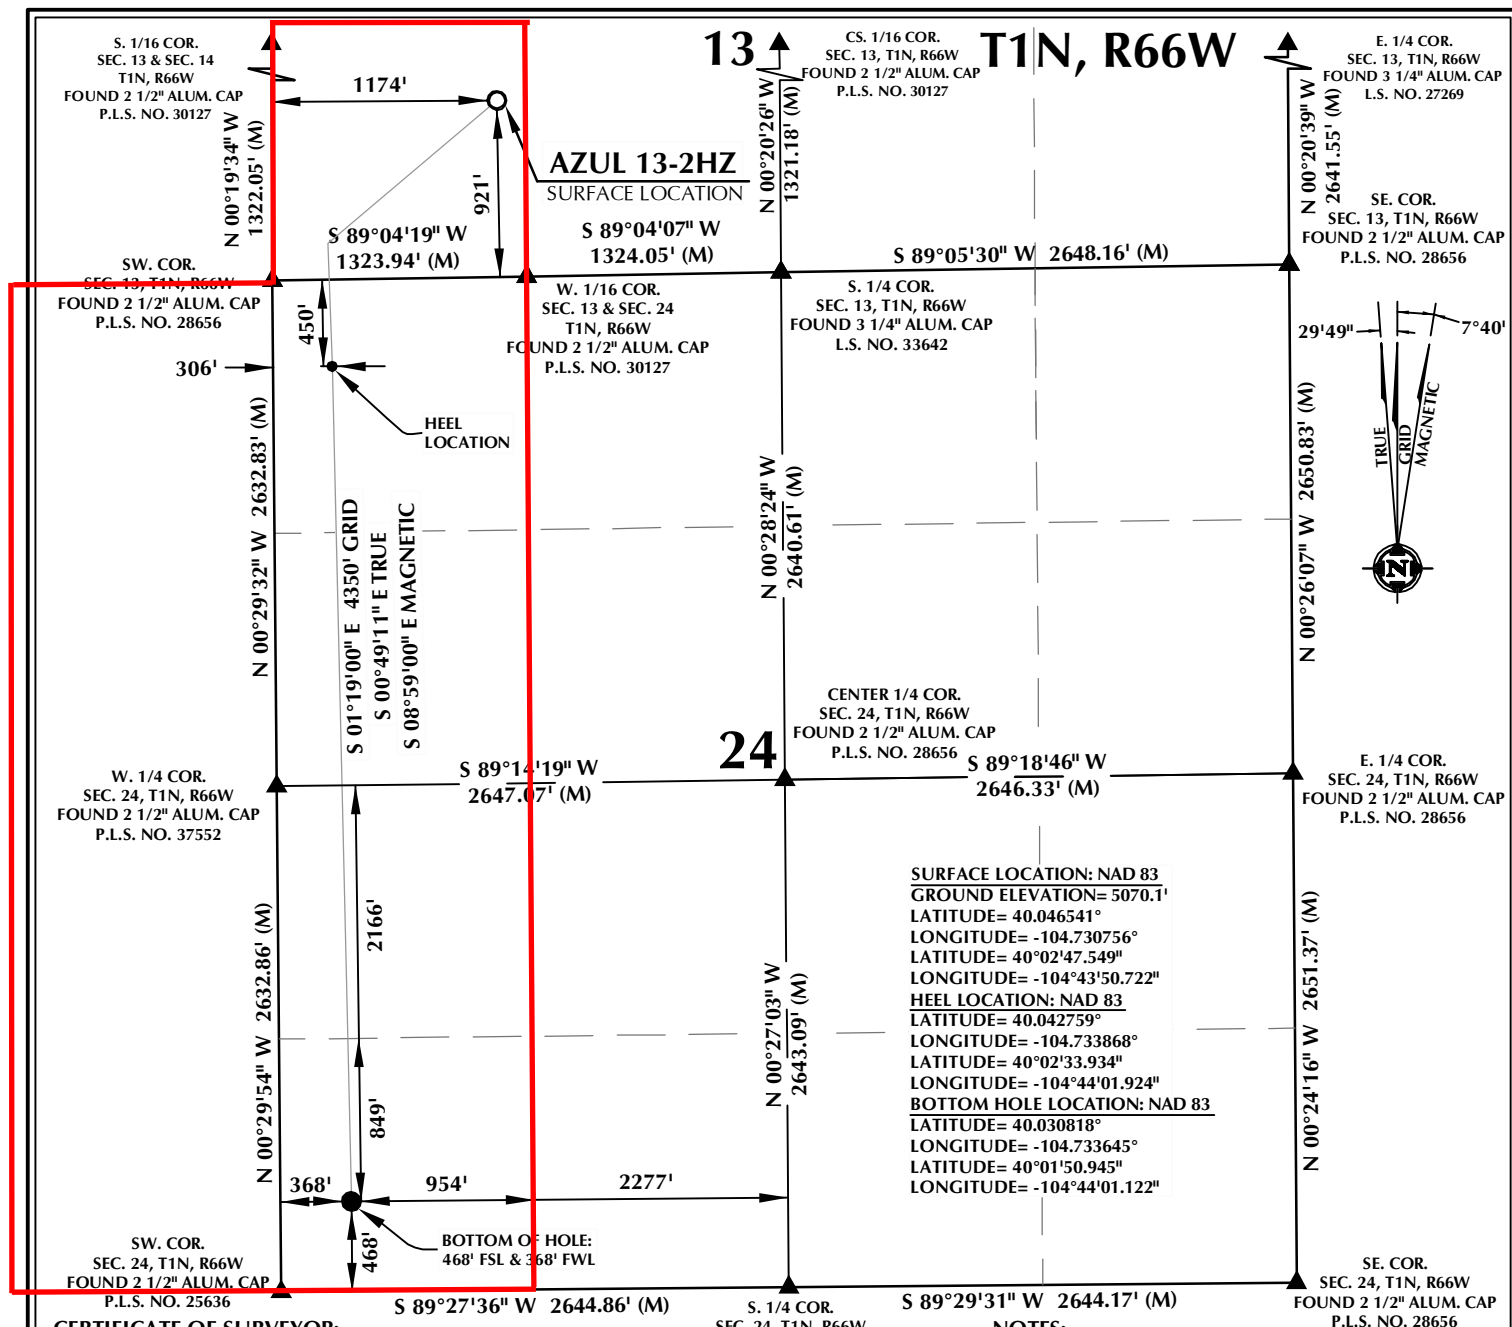 S. 1/16 COR.
SEC. 13 & SEC. 14
T1N, R66W
FOUND 2 1/2" ALUM. CAP
P.L.S. NO. 30127
13
CS. 1/16 COR.
SEC. 13, T1N, R66W
FOUND 2 1/2" ALUM. CAP
P.L.S. NO. 30127
T1N, R66W
E. 1/4 COR.
SEC. 13, T1N, R66W
FOUND 3 1/4" ALUM. CAP
L.S. NO. 27269
1174'
N 00°19'34" W
1322.05' (M)
921'
AZUL 13-2HZ
SURFACE LOCATION
N 00°20'26" W
1321.18' (M)
N 00°20'39" W
2641.55' (M)
S 89°04'19" W
1323.94' (M)
S 89°04'07" W
1324.05' (M)
S 89°05'30" W 2648.16' (M)
SE. COR.
SEC. 13, T1N, R66W
FOUND 2 1/2" ALUM. CAP
P.L.S. NO. 28656
SW. COR.
SEC. 13, T1N, R66W
FOUND 2 1/2" ALUM. CAP
P.L.S. NO. 28656
W. 1/16 COR.
SEC. 13 & SEC. 24
T1N, R66W
FOUND 2 1/2" ALUM. CAP
P.L.S. NO. 30127
S. 1/4 COR.
SEC. 13, T1N, R66W
FOUND 3 1/4" ALUM. CAP
L.S. NO. 33642
450'
306'
HEEL
LOCATION
29'49"
7°40'
TRUE
GRID
MAGNETIC
N
N 00°29'32" W 2632.83' (M)
S 01°19'00" E 4350' GRID
S 00°49'11" E TRUE
S 08°59'00" E MAGNETIC
N 00°28'24" W
2640.61' (M)
N 00°26'07" W 2650.83' (M)
CENTER 1/4 COR.
SEC. 24, T1N, R66W
FOUND 2 1/2" ALUM. CAP
P.L.S. NO. 28656
24
W. 1/4 COR.
SEC. 24, T1N, R66W
FOUND 2 1/2" ALUM. CAP
P.L.S. NO. 37552
S 89°14'19" W
2647.07' (M)
S 89°18'46" W
2646.33' (M)
E. 1/4 COR.
SEC. 24, T1N, R66W
FOUND 2 1/2" ALUM. CAP
P.L.S. NO. 28656
2166'
SURFACE LOCATION: NAD 83
GROUND ELEVATION= 5070.1'
LATITUDE= 40.046541°
LONGITUDE= -104.730756°
LATITUDE= 40°02'47.549"
LONGITUDE= -104°43'50.722"
HEEL LOCATION: NAD 83
LATITUDE= 40.042759°
LONGITUDE= -104.733868°
LATITUDE= 40°02'33.934"
LONGITUDE= -104°44'01.924"
BOTTOM HOLE LOCATION: NAD 83
LATITUDE= 40.030818°
LONGITUDE= -104.733645°
LATITUDE= 40°01'50.945"
LONGITUDE= -104°44'01.122"
N 00°29'54" W 2632.86' (M)
849'
N 00°27'03" W
2643.09' (M)
N 00°24'16" W 2651.37' (M)
368'
954'
2277'
468'
BOTTOM OF HOLE:
468' FSL & 368' FWL
SW. COR.
SEC. 24, T1N, R66W
FOUND 2 1/2" ALUM. CAP
P.L.S. NO. 25636
S 89°27'36" W 2644.86' (M)
S. 1/4 COR.
SEC. 24, T1N, R66W
S 89°29'31" W 2644.17' (M)
SE. COR.
SEC. 24, T1N, R66W
FOUND 2 1/2" ALUM. CAP
P.L.S. NO. 28656
CERTIFICATE OF SURVEYOR:
NOTES: